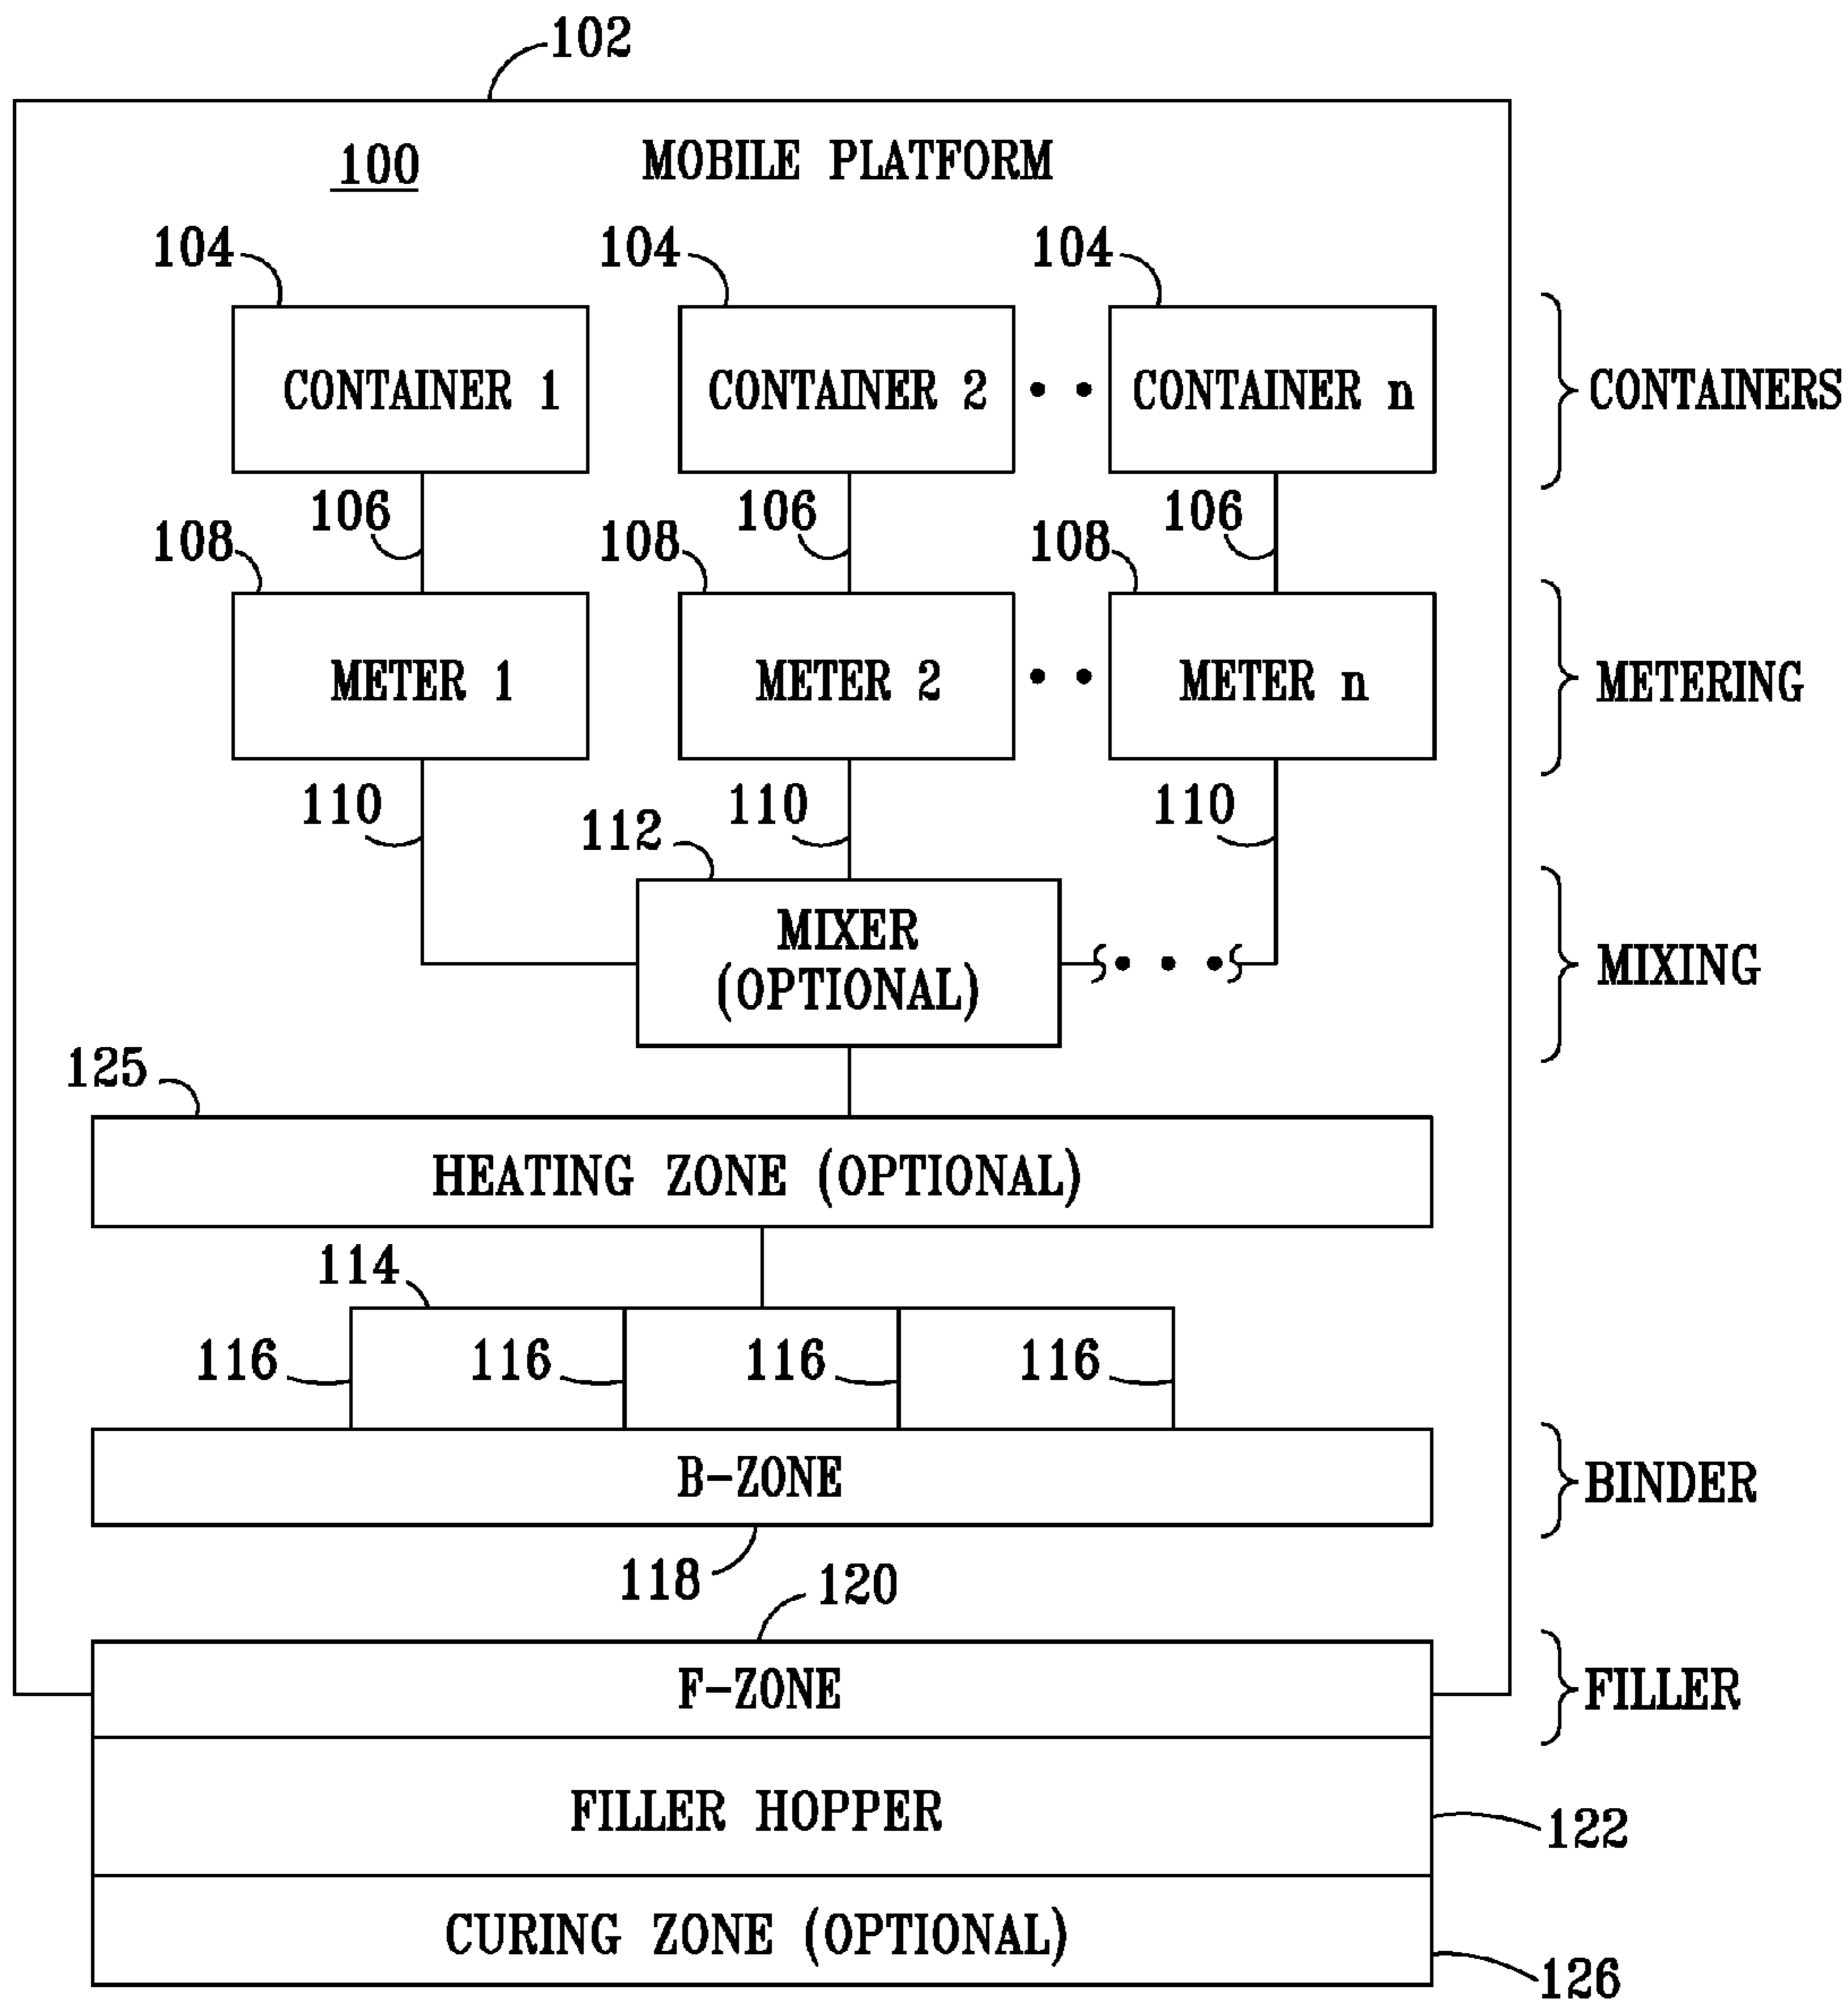 102
100
MOBILE PLATFORM
104
104
104
CONTAINER 1
CONTAINER 2
CONTAINER n
CONTAINERS
106
106
106
108
108
108
METER 1
METER 2
METER n
METERING
110
110
110
112
MIXER
(OPTIONAL)
MIXING
125
HEATING ZONE (OPTIONAL)
114
116
116
116
116
B-ZONE
BINDER
118
120
F-ZONE
FILLER
FILLER HOPPER
122
CURING ZONE (OPTIONAL)
126